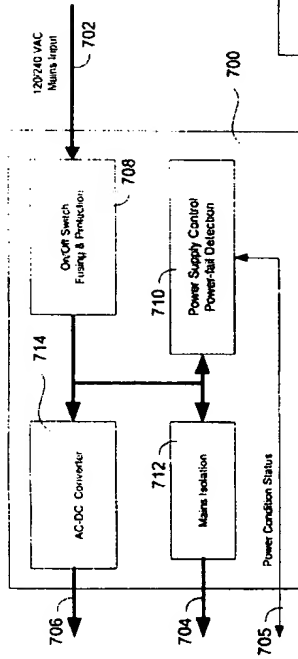 120/240 VAC
Mains Input
702
700
On/Off Switch
Fusing & Protection
708
714
AC-DC Converter
706
710
Power Supply Control
Power-fail Detection
712
Mains Isolation
704
Power Condition Status
705